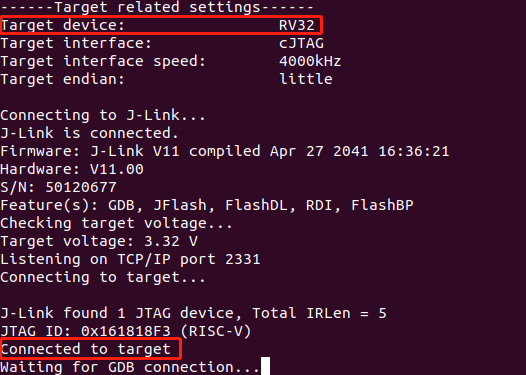 ------Target related settings------
Target device:                 RV32
Target interface:              cJTAG
Target interface speed:        4000kHz
Target endian:                 little
Connecting to J-Link...
J-Link is connected.
Firmware: J-Link V11 compiled Apr 27 2041 16:36:21
Hardware: V11.00
S/N: 50120677
Feature(s): GDB, JFlash, FlashDL, RDI, FlashBP
Checking target voltage...
Target voltage: 3.32 V
Listening on TCP/IP port 2331
Connecting to target...
J-Link found 1 JTAG device, Total IRLen = 5
JTAG ID: 0x161818F3 (RISC-V)
Connected to target
Waiting for GDB connection...